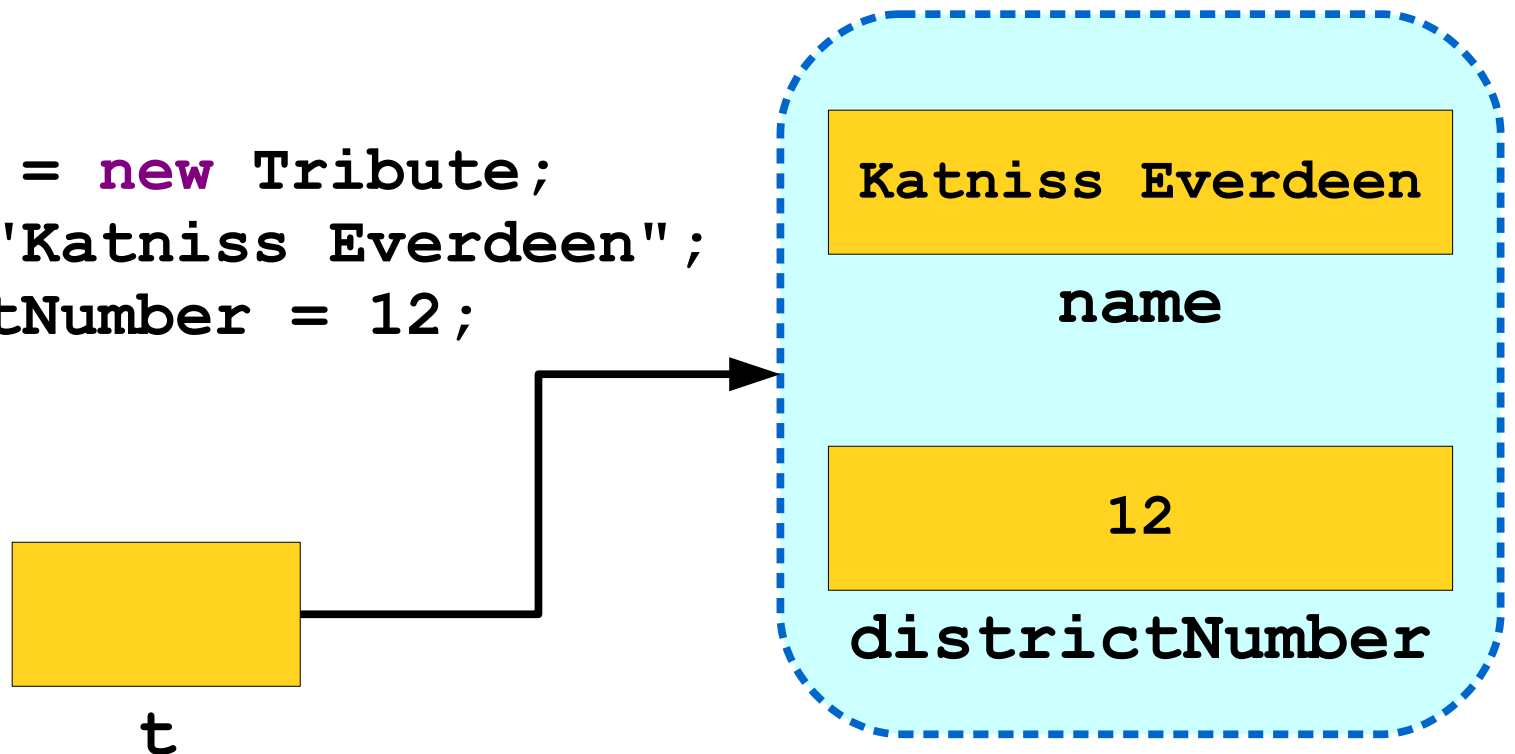 = new Tribute;
"Katniss Everdeen";
tNumber = 12;
Katniss Everdeen
name
12
districtNumber
t